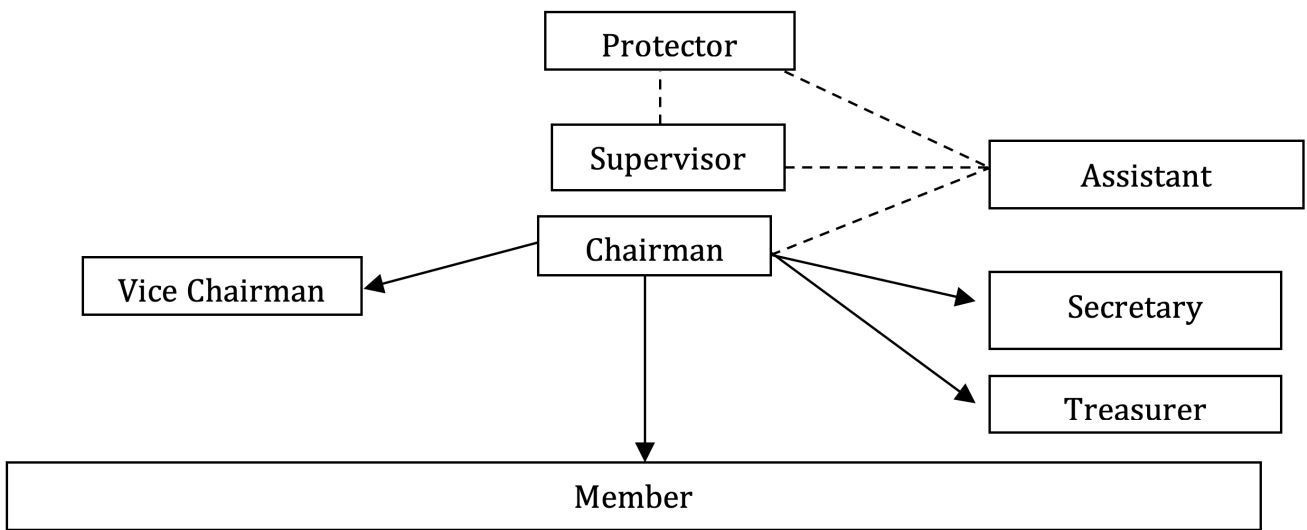 Protector
Supervisor
Assistant
Chairman
Vice Chairman
Secretary
Treasurer
Member